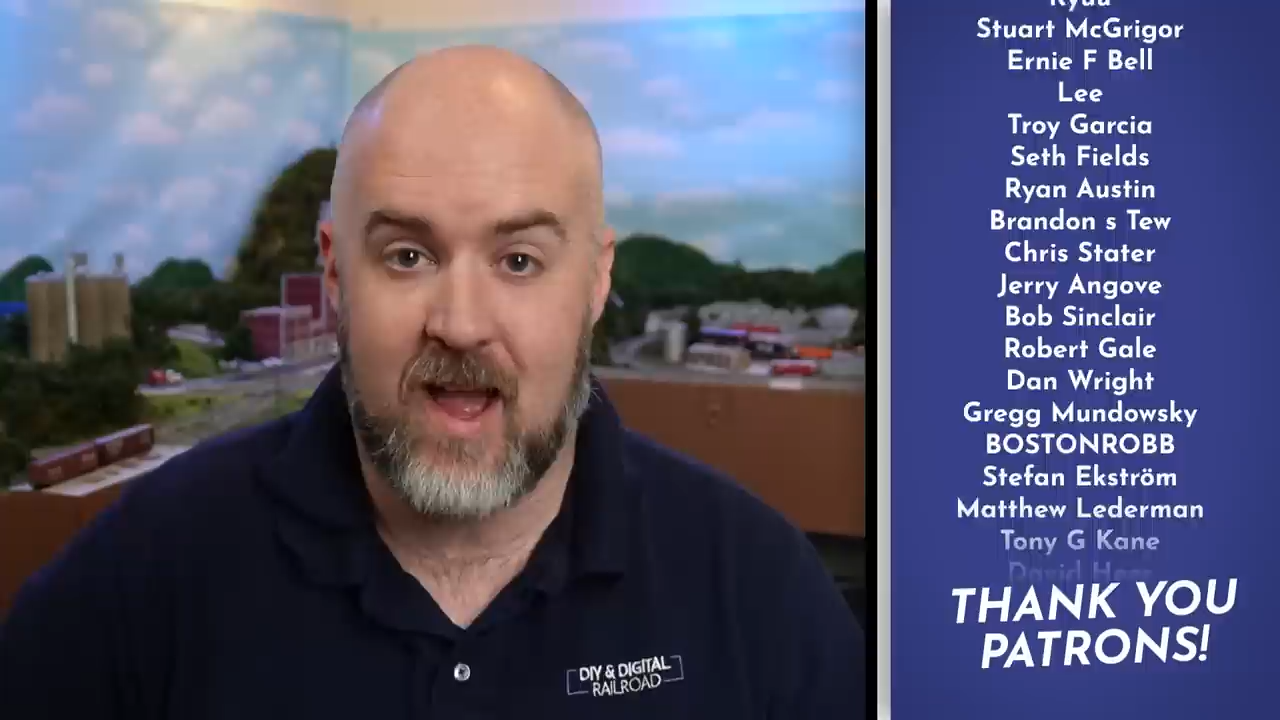 Stuart McGrigor
Ernie F Bell
Lee
Troy Garcia
Seth Fields
Ryan Austin
Brandon s Tew
Chris Stater
Jerry Angove
Bob Sinclair
Robert Gale
Dan Wright
Gregg Mundowsky
BOSTONROBB
Stefan Ekström
Matthew Lederman
Tony G Kane
David
THANK YOU
PATRONS!
DIY & DIGITAL
RAILROAD